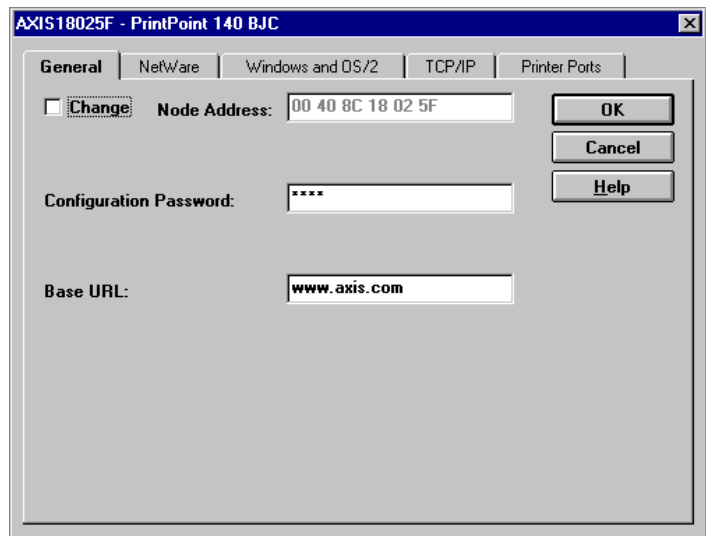 AXIS18025F - PrintPoint 140 BJC
General NetWare Windows and OS/2 TCP/IP Printer Ports
Change Node Address: 00 40 8C 18 02 5F OK
Cancel
Configuration Password: **** Help
Base URL: www.axis.com